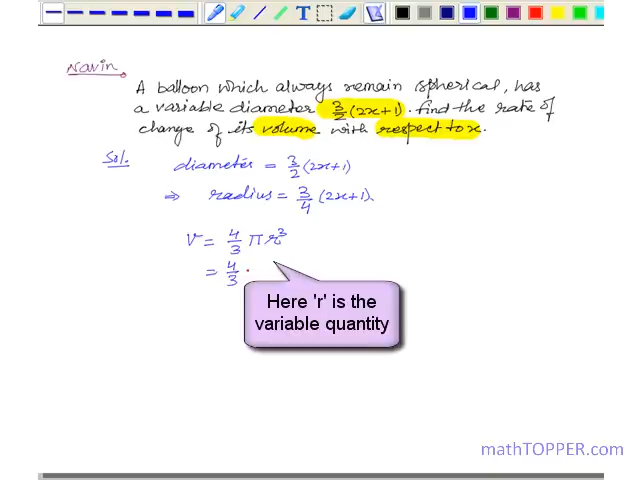 Navin
A balloon which always remain spherical, has
a variable diameter 3/2 (2x+1). find the rate of
change of its volume with respect to x.
Sol. diameter = 3/2 (2x+1)
⇒ radius = 3/4 (2x+1).
V = 4/3 π r³
= 4/3
Here 'r' is the
variable quantity
mathTOPPER.com